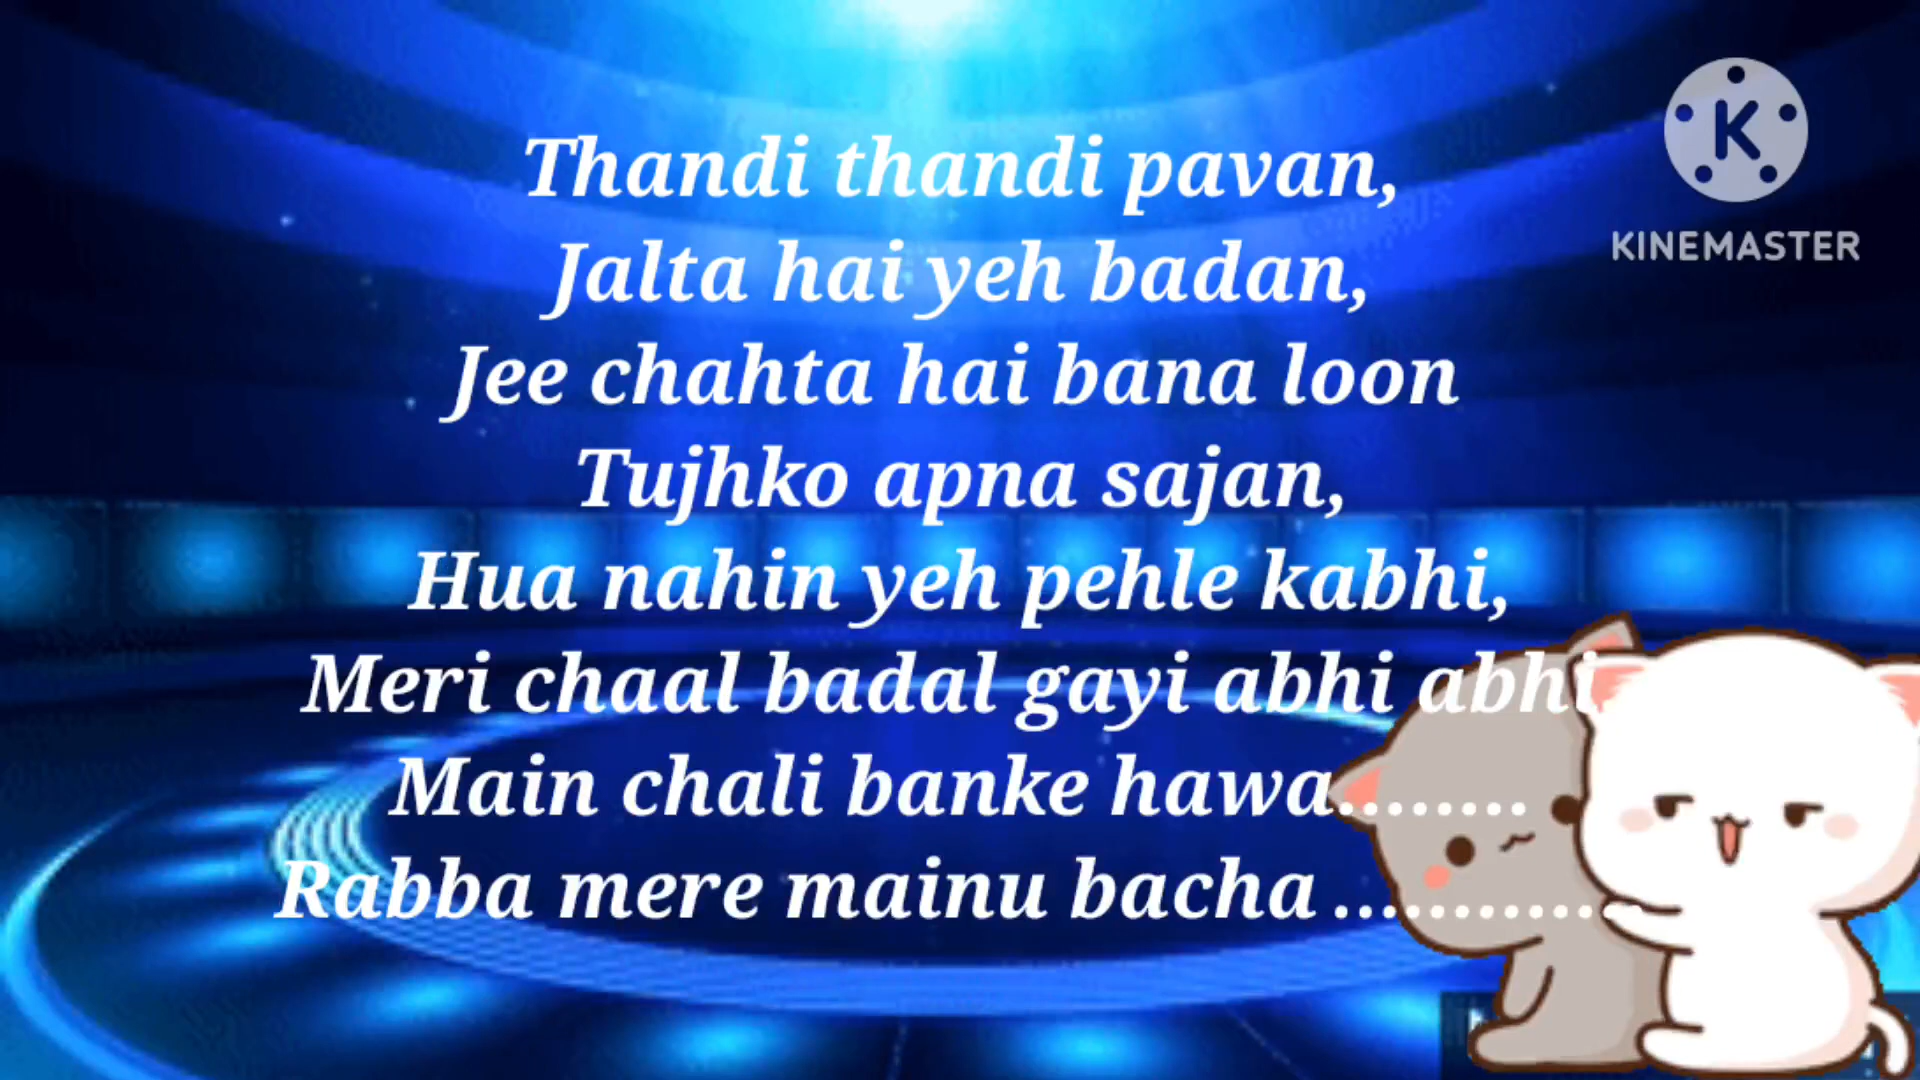 Thandi thandi pavan,
Jalta hai yeh badan,
Jee chahta hai bana loon
Tujhko apna sajan,
Hua nahin yeh pehle kabhi,
Meri chaal badal gayi abhi abhi
Main chali banke hawa........
Rabba mere mainu bacha ............
K
KINEMASTER